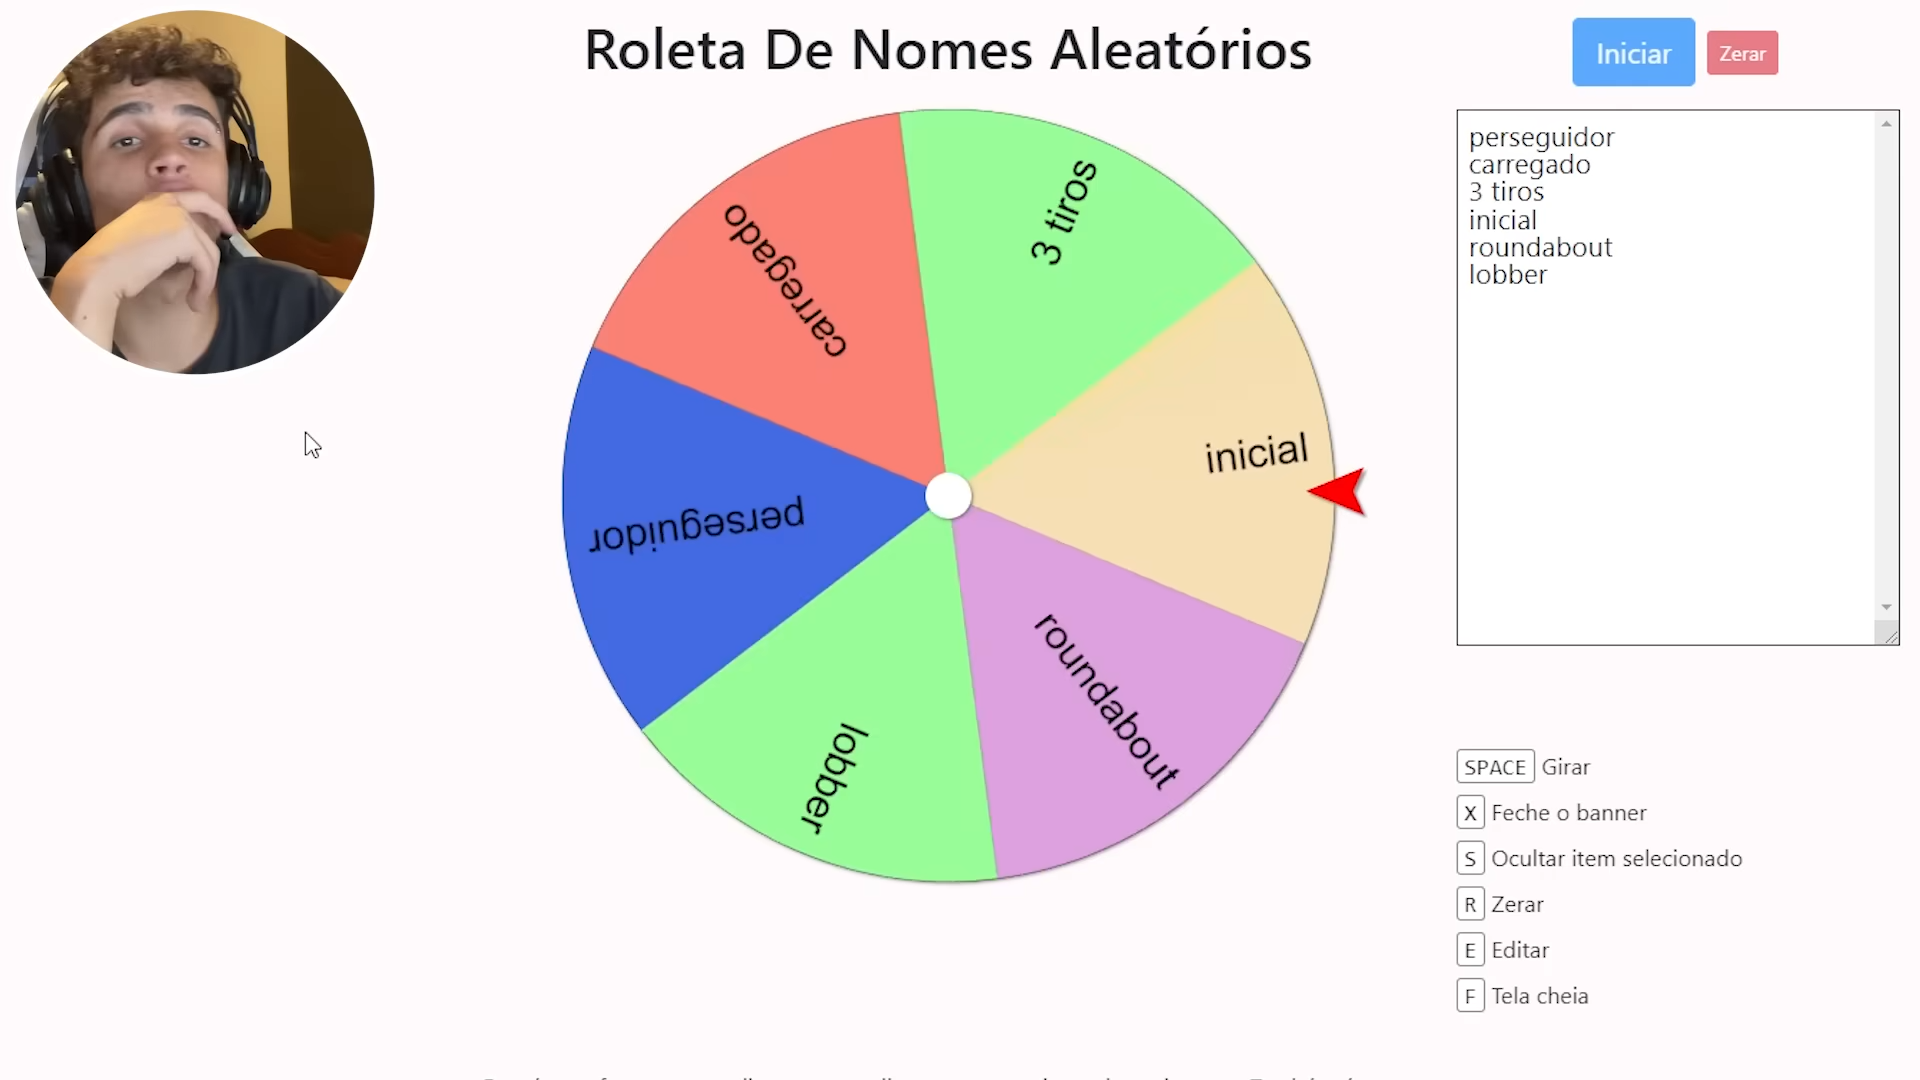 Roleta De Nomes Aleatórios
Iniciar
Zerar
perseguidor
carregado
3 tiros
inicial
roundabout
lobber
3 tiros
carregado
inicial
perseguidor
roundabout
lobber
SPACE Girar
X Feche o banner
S Ocultar item selecionado
R Zerar
E Editar
F Tela cheia